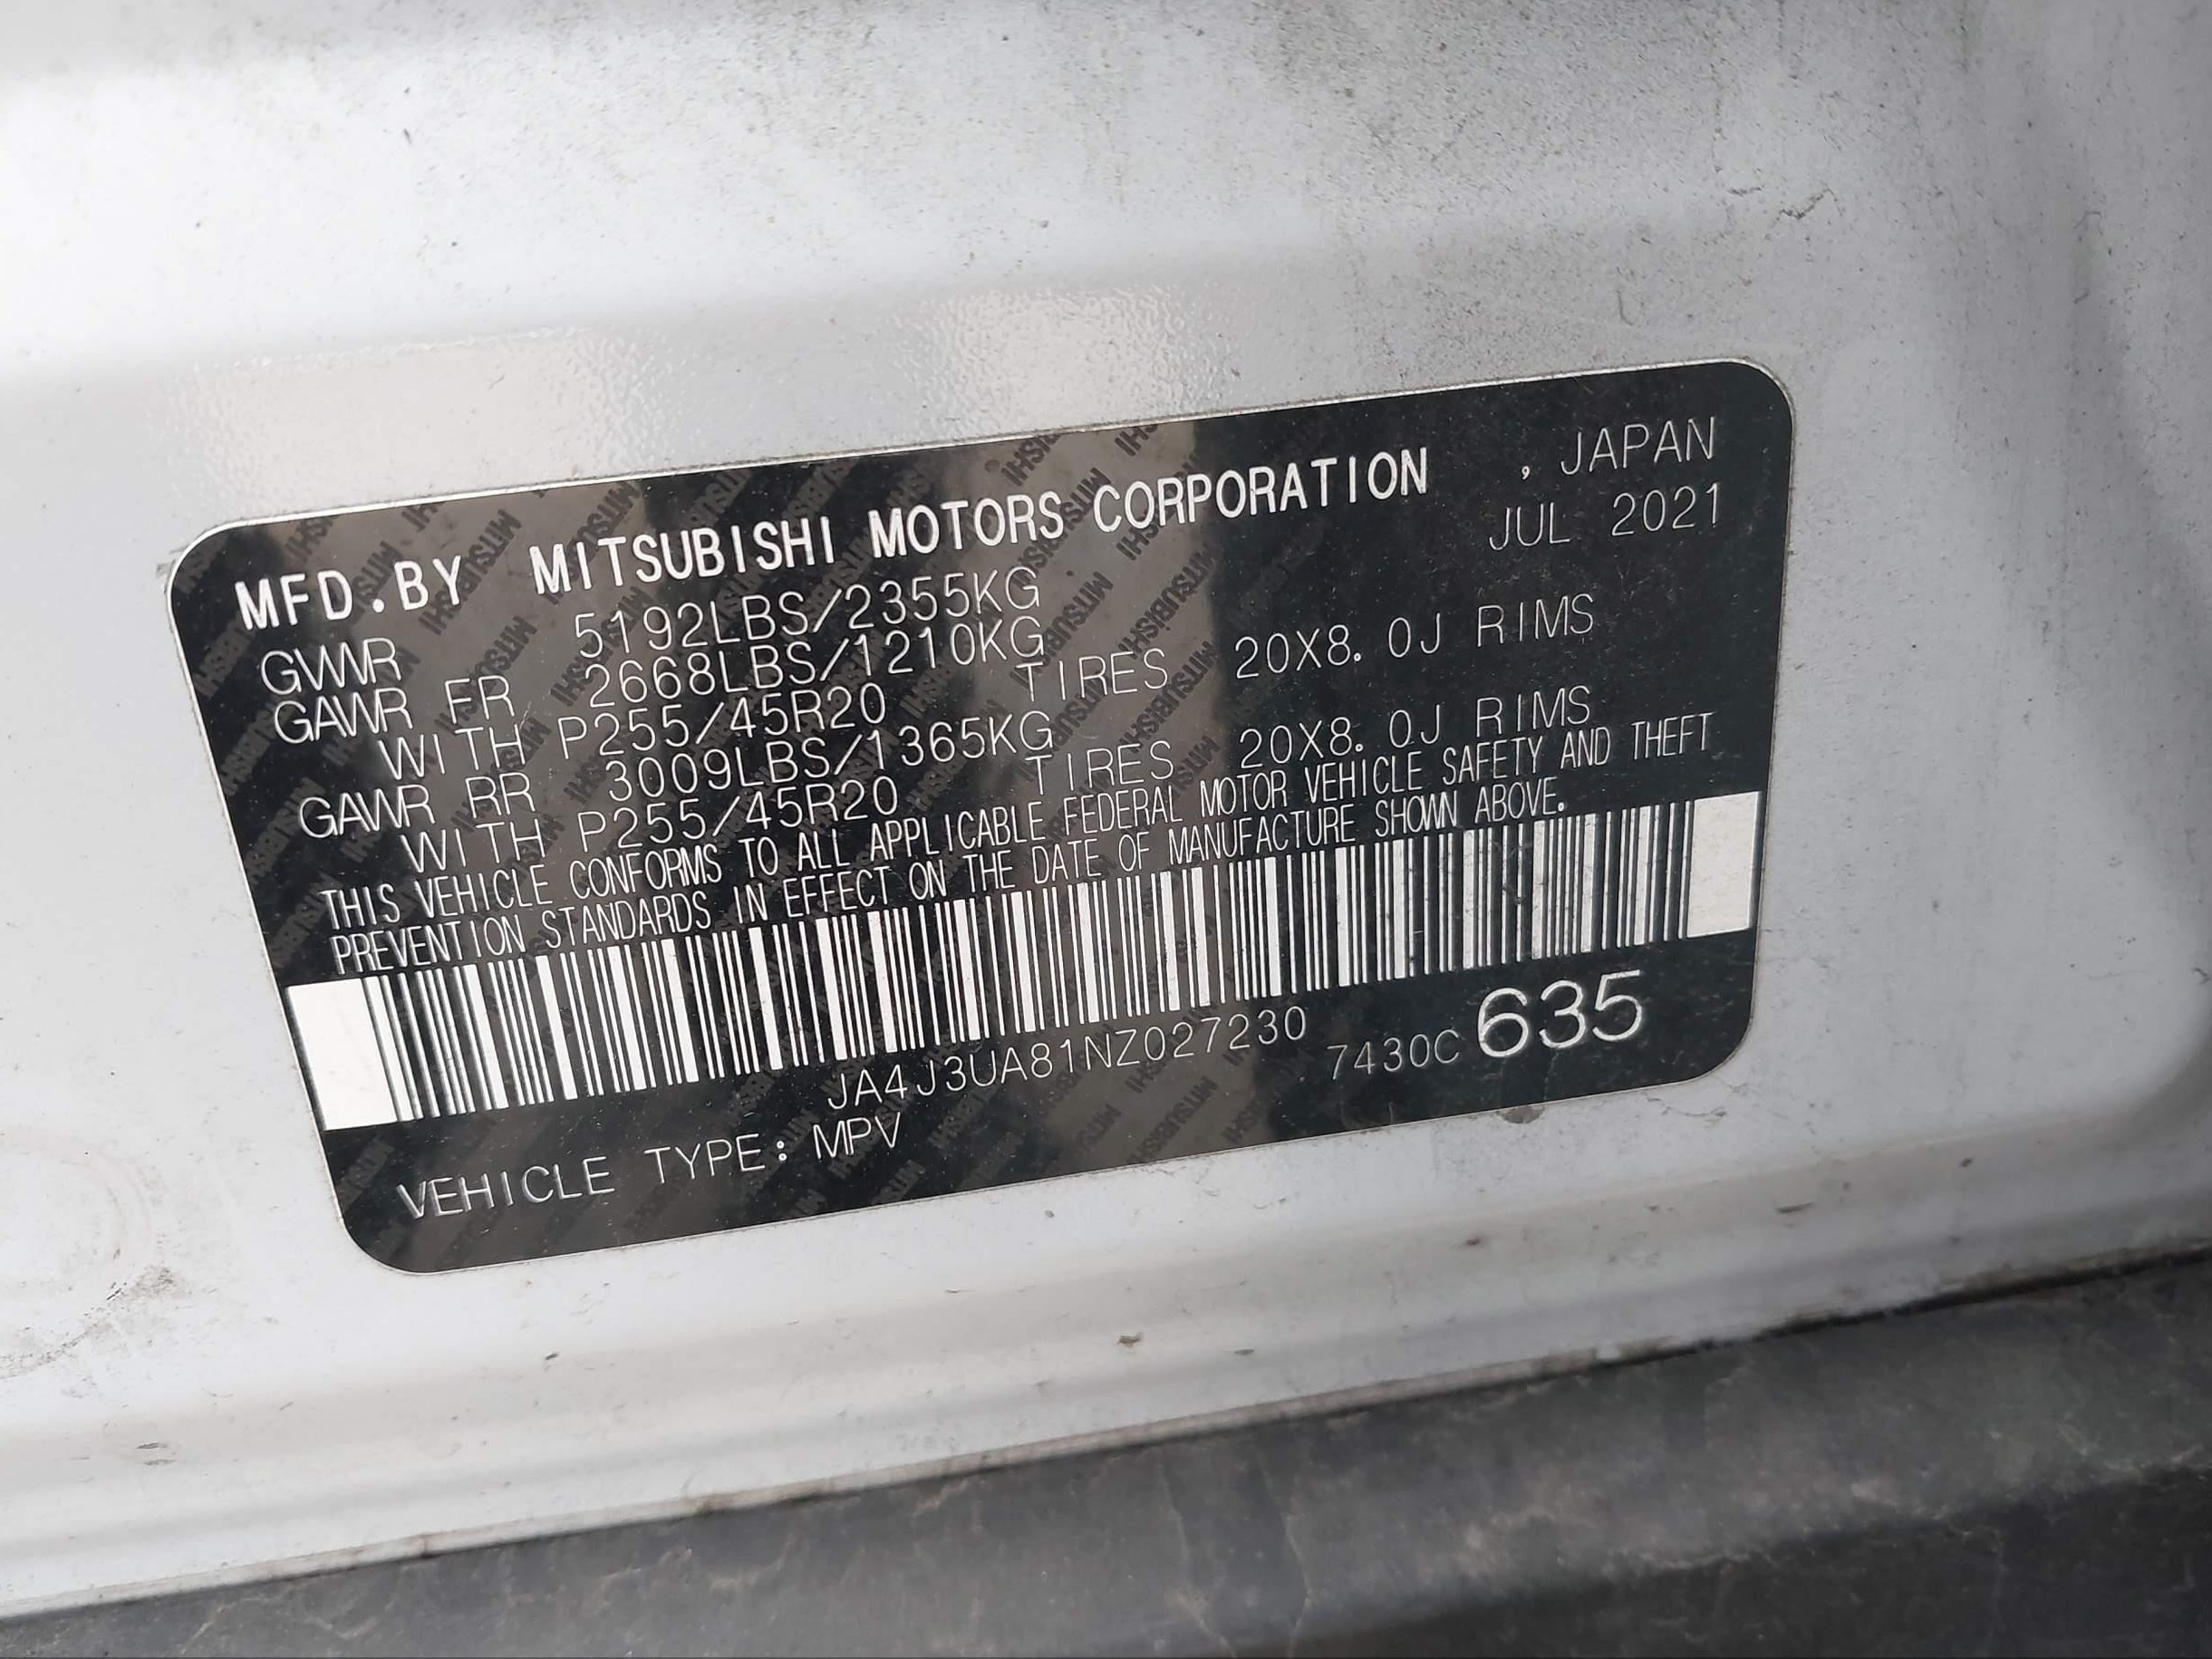 MFD.BY MITSUBISHI MOTORS CORPORATION , JAPAN
GVWR 5192LBS/2355KG JUL 2021
GAWR FR 2668LBS/1210KG
WITH P255/45R20 TIRES 20X8.0J RIMS
GAWR RR 3009LBS/1365KG
WITH P255/45R20 TIRES 20X8.0J RIMS
THIS VEHICLE CONFORMS TO ALL APPLICABLE FEDERAL MOTOR VEHICLE SAFETY AND THEFT
PREVENTION STANDARDS IN EFFECT ON THE DATE OF MANUFACTURE SHOWN ABOVE.
JA4J3UA81NZ027230 7430C635
VEHICLE TYPE: MPV